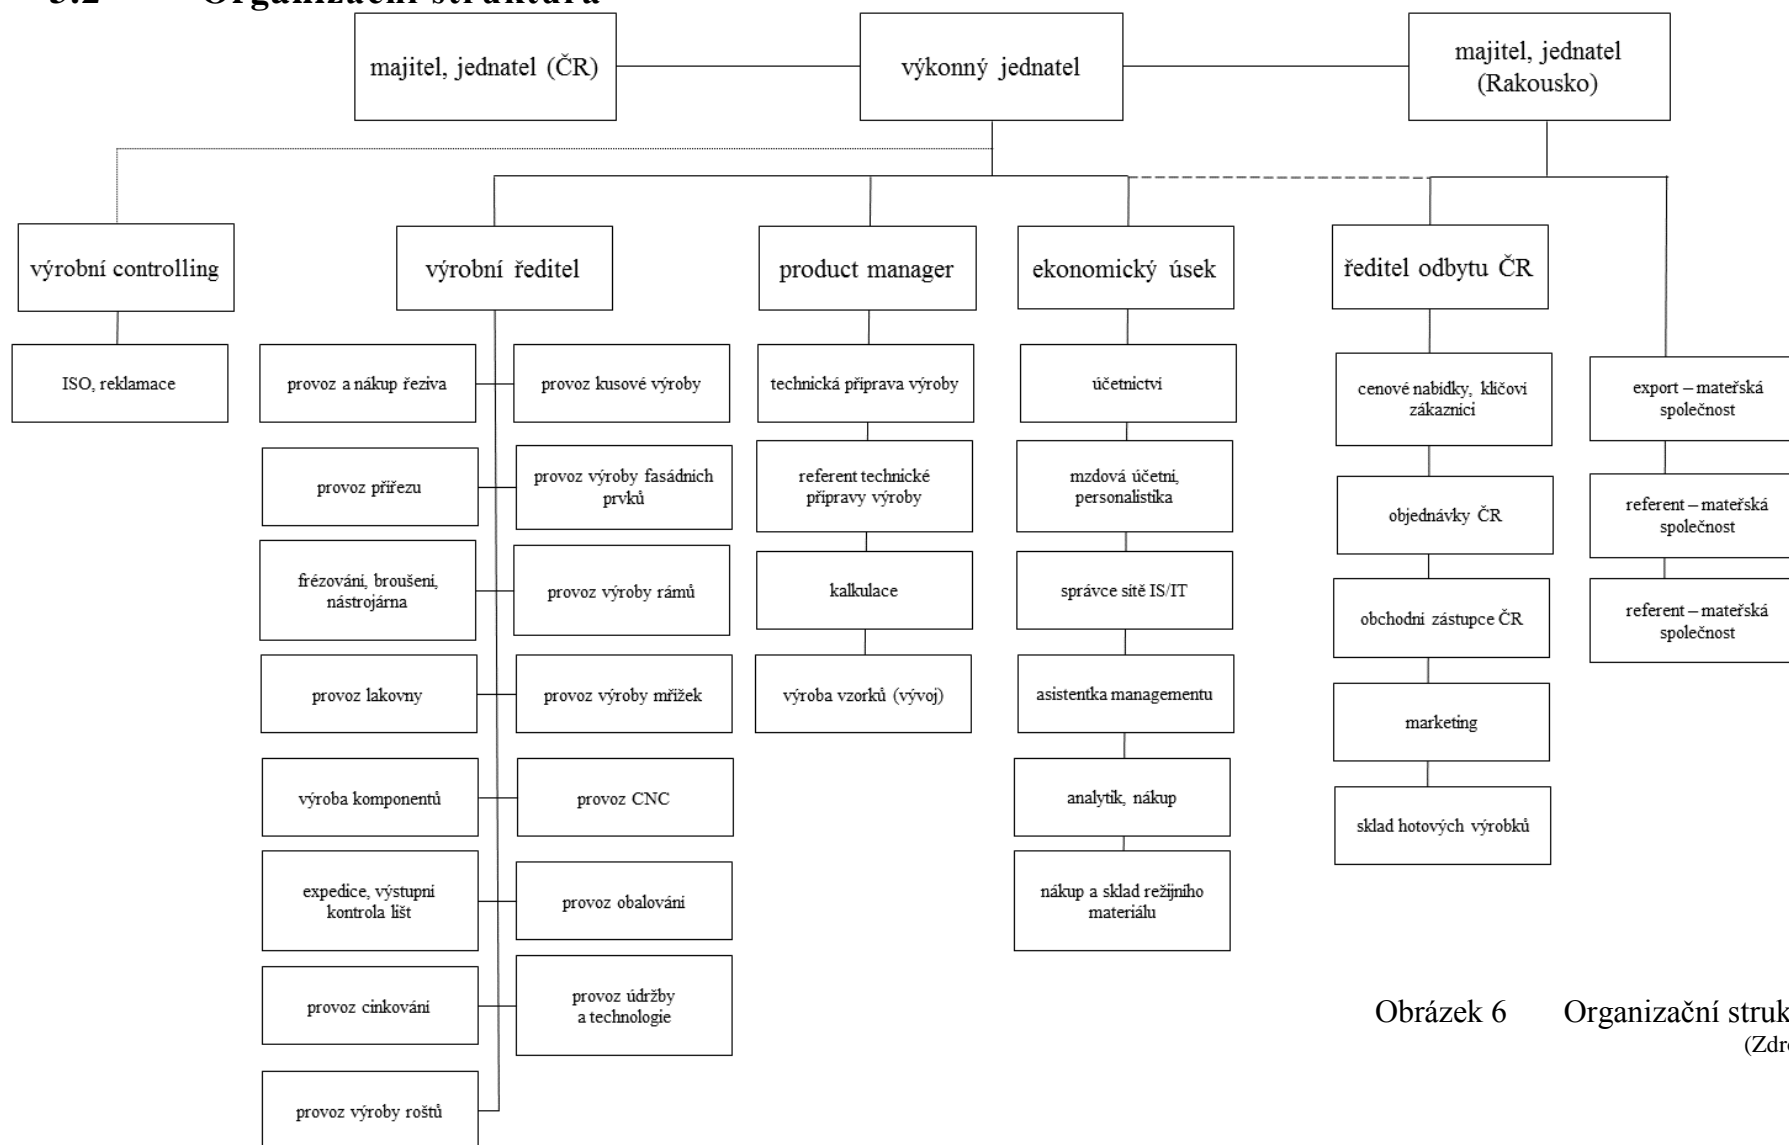 Organizační struktura
majitel, jednatel (ČR)
výkonný jednatel
majitel, jednatel
(Rakousko)
výrobní controlling
výrobní ředitel
product manager
ekonomický úsek
ředitel odbytu ČR
ISO, reklamace
provoz a nákup řeziva
provoz kusové výroby
technická příprava výroby
účetnictví
cenové nabídky, klíčoví
zákazníci
export – mateřská
společnost
provoz přířezu
provoz výroby fasádních
prvků
referent technické
přípravy výroby
mzdová účetní,
personalistika
objednávky ČR
referent – mateřská
společnost
frézování, broušení,
nástrojárna
provoz výroby rámů
kalkulace
správce sítě IS/IT
obchodní zástupce ČR
referent – mateřská
společnost
provoz lakovny
provoz výroby mřížek
výroba vzorků (vývoj)
asistentka managementu
marketing
výroba komponentů
provoz CNC
analytik, nákup
sklad hotových výrobků
expedice, výstupní
kontrola lišt
provoz obalování
nákup a sklad režijního
materiálu
provoz cinkování
provoz údržby
a technologie
provoz výroby roštů
Obrázek 6 Organizační struk
(Zdro